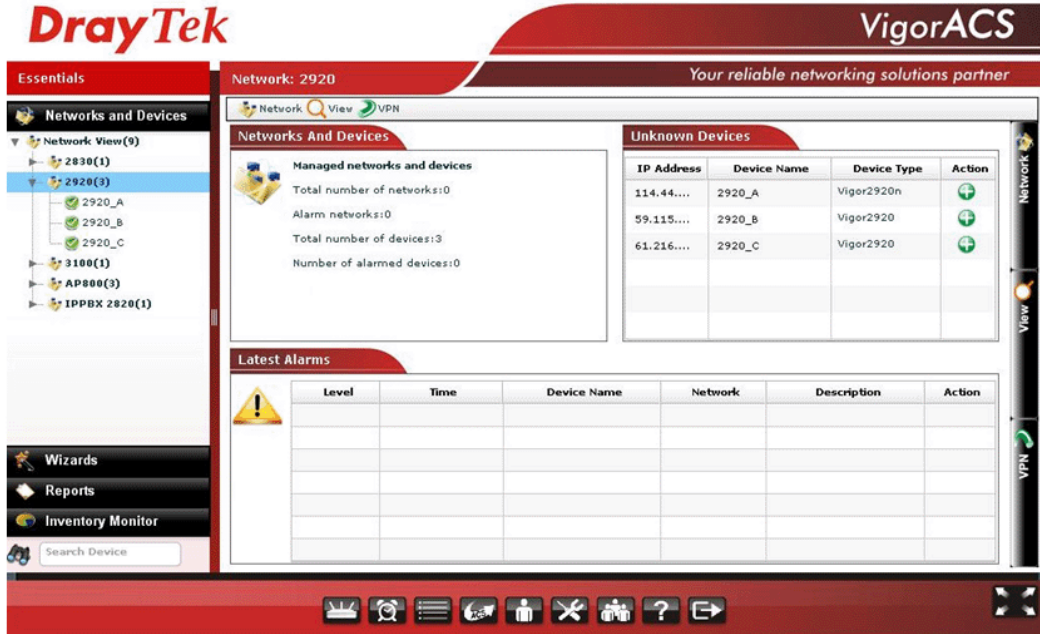 DrayTek
VigorACS
Essentials
Network: 2920
Your reliable networking solutions partner
Networks and Devices
Network View VPN
Network View(9)
2830(1)
2920(3)
2920_A
2920_B
2920_C
3100(1)
AP800(3)
IPPBX 2820(1)
Networks And Devices
Managed networks and devices
Total number of networks:0
Alarm networks:0
Total number of devices:3
Number of alarmed devices:0
Unknown Devices
IP Address Device Name Device Type Action
114.44.... 2920_A Vigor2920n
59.115.... 2920_B Vigor2920
61.216.... 2920_C Vigor2920
Network
View
VPN
Latest Alarms
Level Time Device Name Network Description Action
Wizards
Reports
Inventory Monitor
Search Device
ACS
?